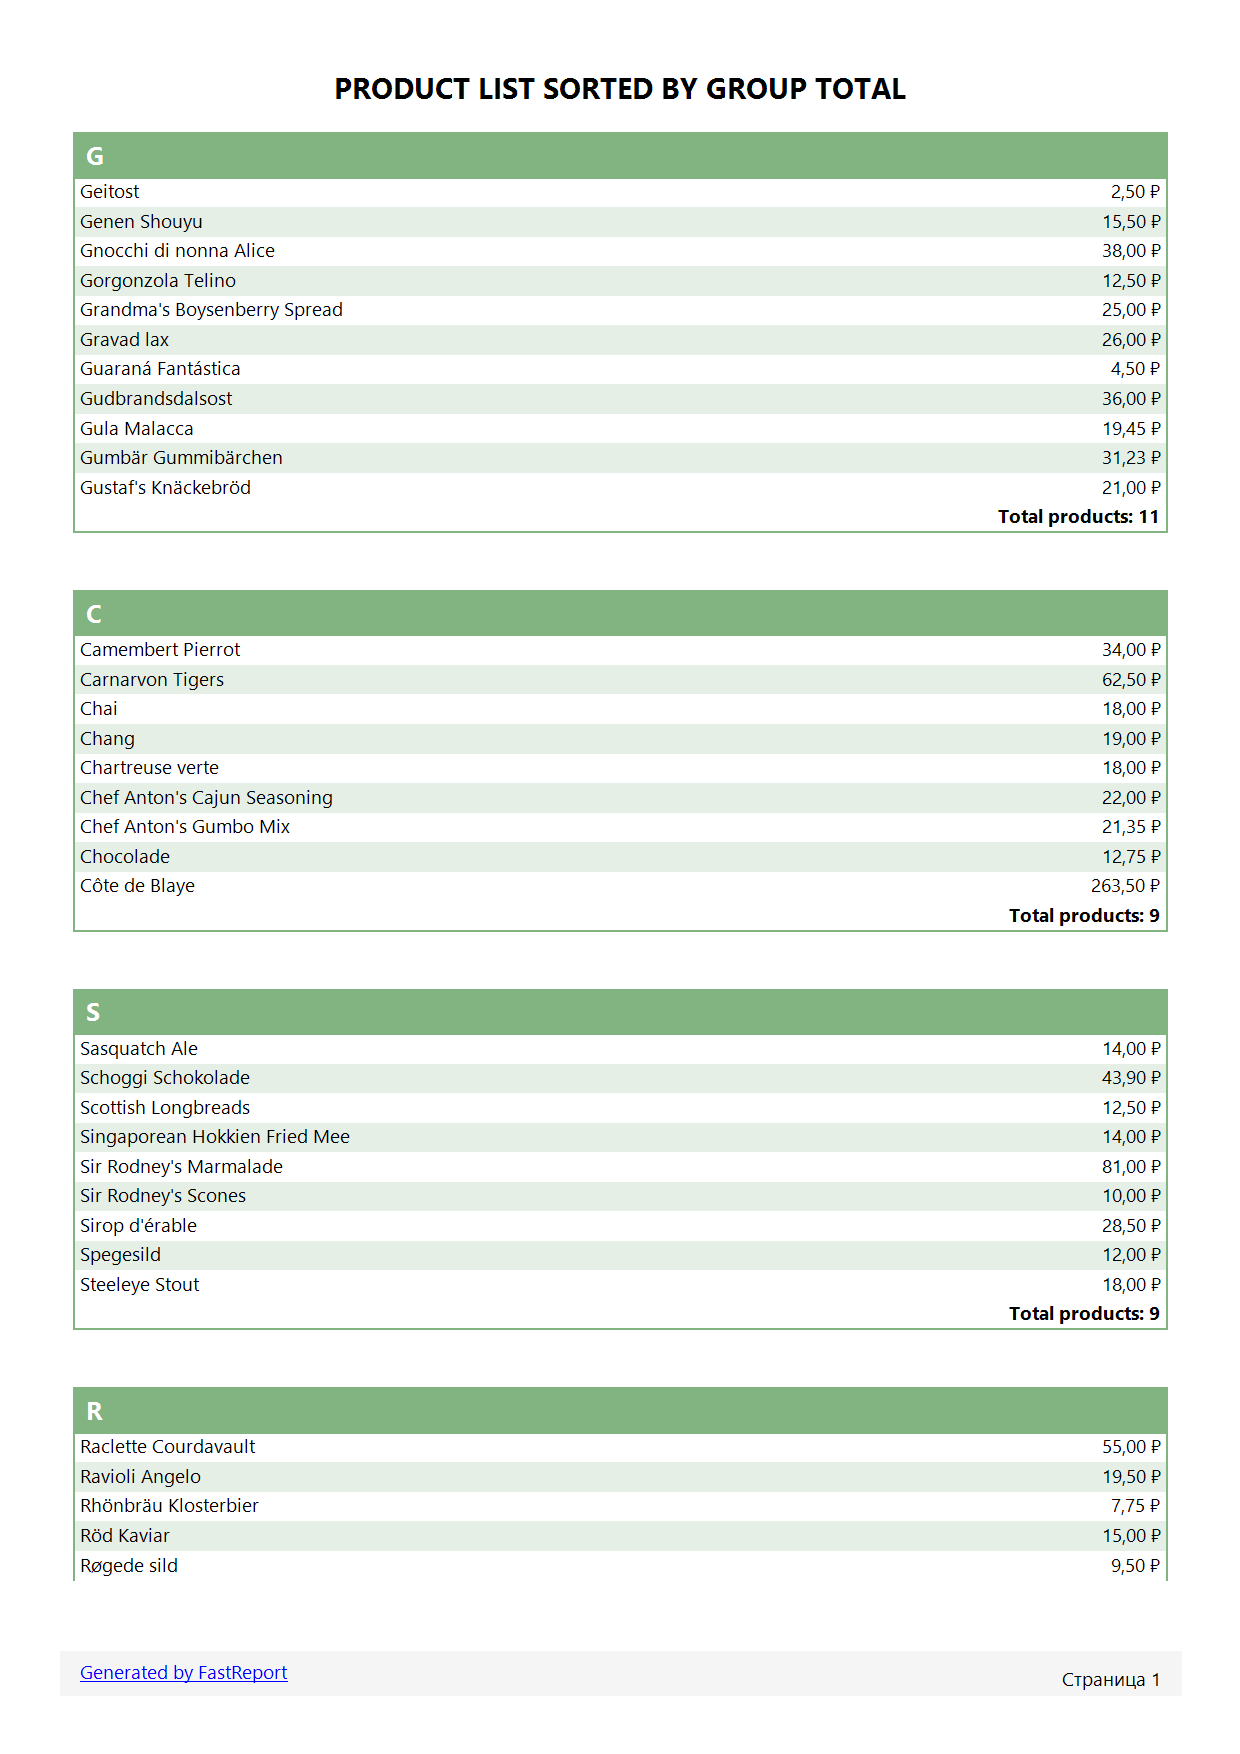 PRODUCT LIST SORTED BY GROUP TOTAL
G
Geitost 2,50 ₽
Genen Shouyu 15,50 ₽
Gnocchi di nonna Alice 38,00 ₽
Gorgonzola Telino 12,50 ₽
Grandma's Boysenberry Spread 25,00 ₽
Gravad lax 26,00 ₽
Guaraná Fantástica 4,50 ₽
Gudbrandsdalsost 36,00 ₽
Gula Malacca 19,45 ₽
Gumbär Gummibärchen 31,23 ₽
Gustaf's Knäckebröd 21,00 ₽
Total products: 11
C
Camembert Pierrot 34,00 ₽
Carnarvon Tigers 62,50 ₽
Chai 18,00 ₽
Chang 19,00 ₽
Chartreuse verte 18,00 ₽
Chef Anton's Cajun Seasoning 22,00 ₽
Chef Anton's Gumbo Mix 21,35 ₽
Chocolade 12,75 ₽
Côte de Blaye 263,50 ₽
Total products: 9
S
Sasquatch Ale 14,00 ₽
Schoggi Schokolade 43,90 ₽
Scottish Longbreads 12,50 ₽
Singaporean Hokkien Fried Mee 14,00 ₽
Sir Rodney's Marmalade 81,00 ₽
Sir Rodney's Scones 10,00 ₽
Sirop d'érable 28,50 ₽
Spegesild 12,00 ₽
Steeleye Stout 18,00 ₽
Total products: 9
R
Raclette Courdavault 55,00 ₽
Ravioli Angelo 19,50 ₽
Rhönbräu Klosterbier 7,75 ₽
Röd Kaviar 15,00 ₽
Røgede sild 9,50 ₽
Generated by FastReport
Страница 1